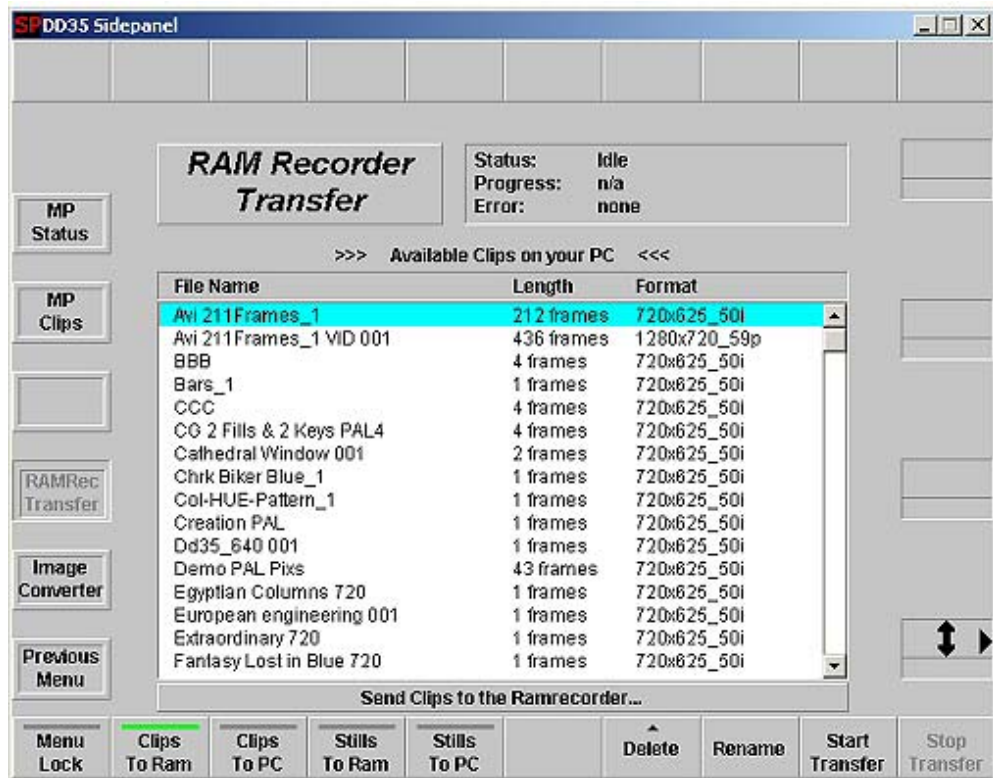 SP DD35 Sidepanel
RAM Recorder
Transfer
Status: Idle
Progress: n/a
Error: none
MP
Status
>>> Available Clips on your PC <<<
File Name Length Format
Avi 211Frames_1 212 frames 720x625_50i
Avi 211Frames_1 VID 001 436 frames 1280x720_59p
BBB 4 frames 720x625_50i
Bars_1 1 frames 720x625_50i
CCC 4 frames 720x625_50i
CG 2 Fills & 2 Keys PAL4 4 frames 720x625_50i
Cathedral Window 001 2 frames 720x625_50i
Chrk Biker Blue_1 1 frames 720x625_50i
Col-HUE-Pattern_1 1 frames 720x625_50i
Creation PAL 1 frames 720x625_50i
Dd35_640 001 1 frames 720x625_50i
Demo PAL Pixs 43 frames 720x625_50i
Egyptian Columns 720 1 frames 720x625_50i
European engineering 001 1 frames 720x625_50i
Extraordinary 720 1 frames 720x625_50i
Fantasy Lost in Blue 720 1 frames 720x625_50i
MP
Clips
RAMRec
Transfer
Image
Converter
Previous
Menu
Send Clips to the Ramrecorder...
Menu
Lock
Clips
To Ram
Clips
To PC
Stills
To Ram
Stills
To PC
Delete
Rename
Start
Transfer
Stop
Transfer